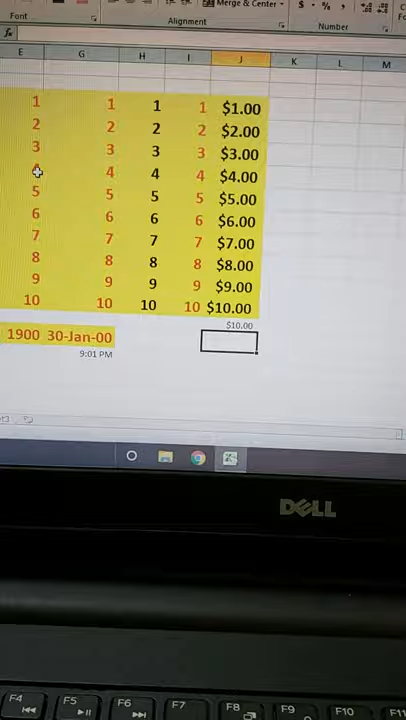 Merge & Center
$ % ,
Font
Alignment
Number
fx
E G H I J K L M
1 1 1 1 $1.00
2 2 2 2 $2.00
3 3 3 3 $3.00
4 4 4 $4.00
5 5 5 5 $5.00
6 6 6 6 $6.00
7 7 7 7 $7.00
8 8 8 8 $8.00
9 9 9 9 $9.00
10 10 10 10 $10.00
$10.00
1900 30-Jan-00
9:01 PM
DELL
F4 F5 F6 F7 F8 F9 F10 F11